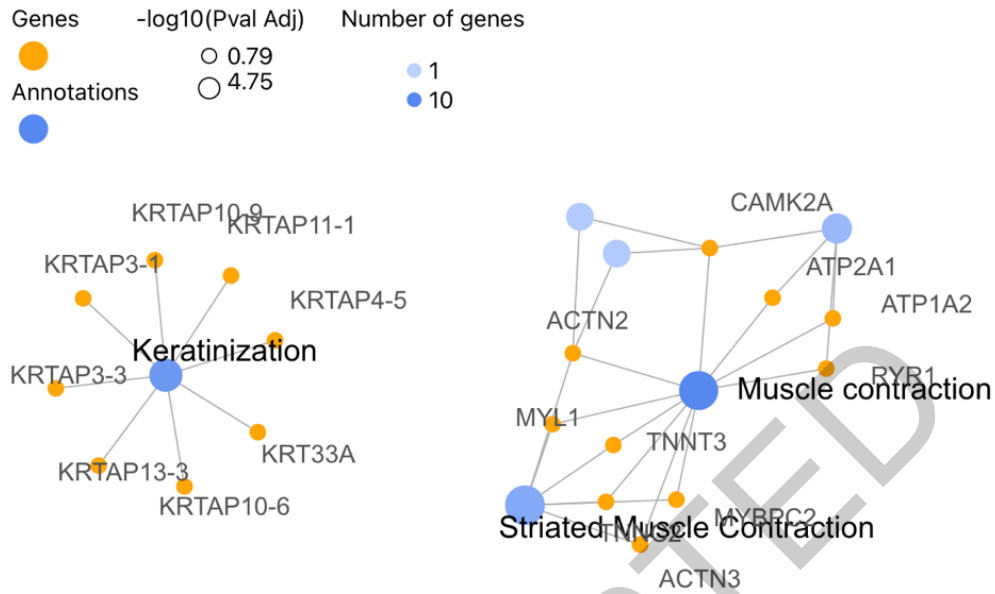 Genes
-log10(Pval Adj)
Number of genes
0.79
4.75
1
10
Annotations
KRTAP10-9
KRTAP11-1
KRTAP3-1
KRTAP4-5
Keratinization
KRTAP3-3
KRT33A
KRTAP13-3
KRTAP10-6
CAMK2A
ATP2A1
ATP1A2
ACTN2
RYR1
Muscle contraction
MYL1
TNNT3
MYBPC2
Striated Muscle Contraction
TNNC2
ACTN3
TED